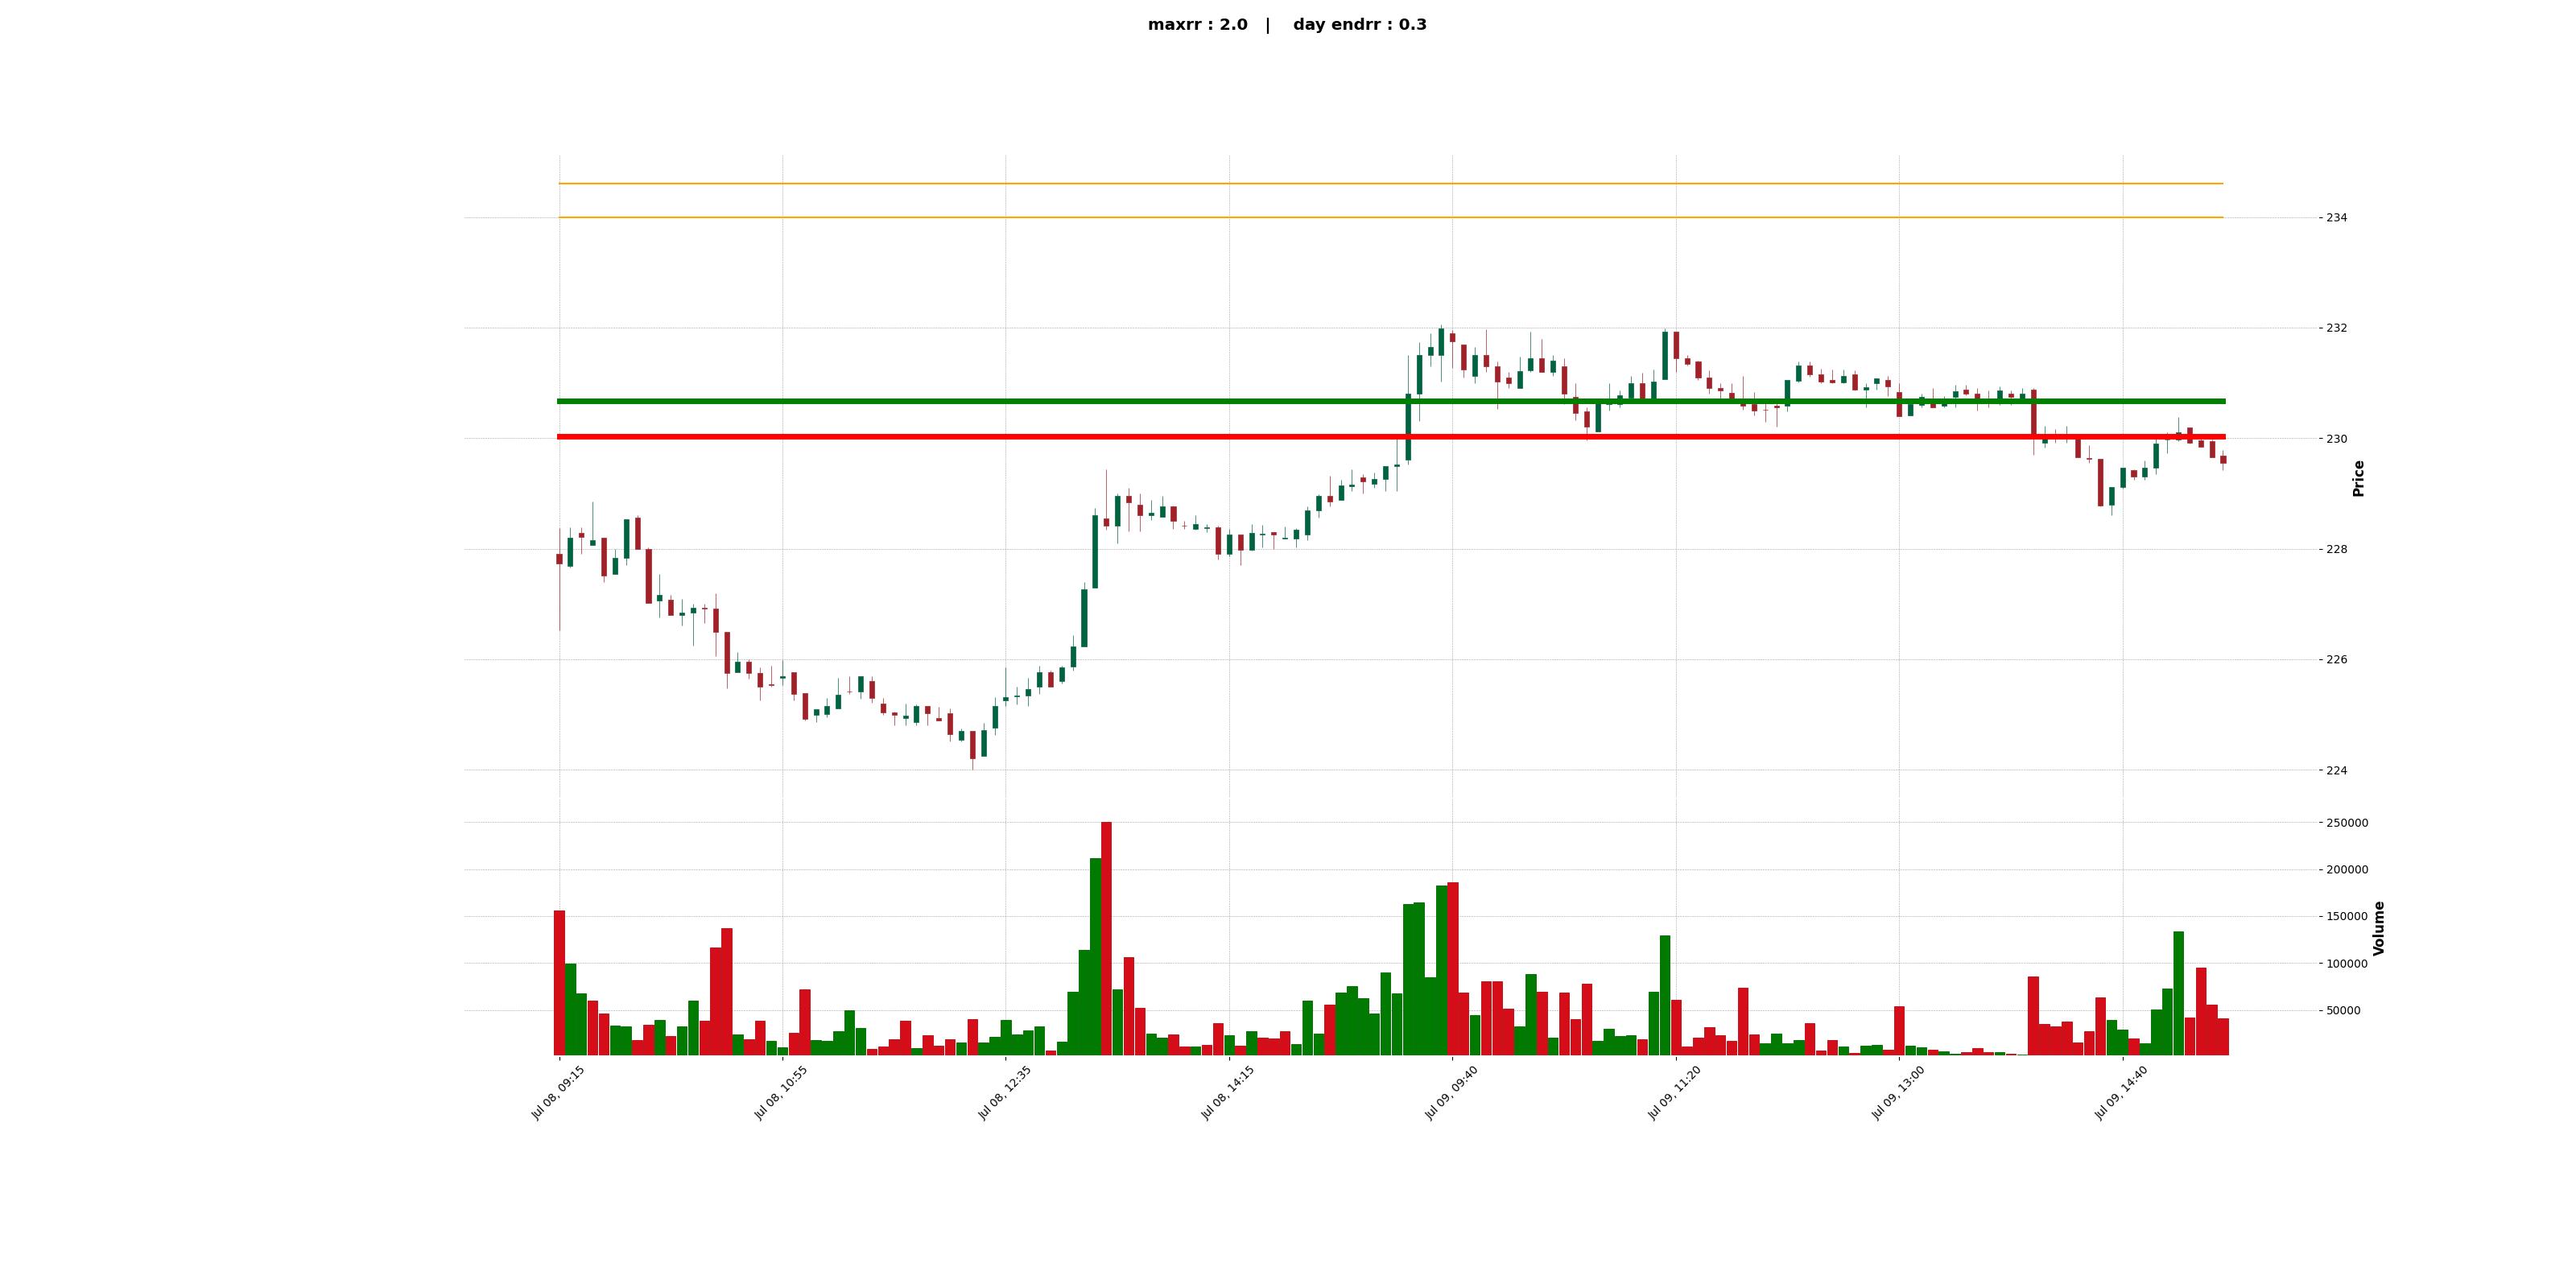 maxrr : 2.0 | day endrr : 0.3
234
232
230
228
226
224
Price
250000
200000
150000
100000
50000
Volume
Jul 08, 09:15
Jul 08, 10:55
Jul 08, 12:35
Jul 08, 14:15
Jul 09, 09:40
Jul 09, 11:20
Jul 09, 13:00
Jul 09, 14:40